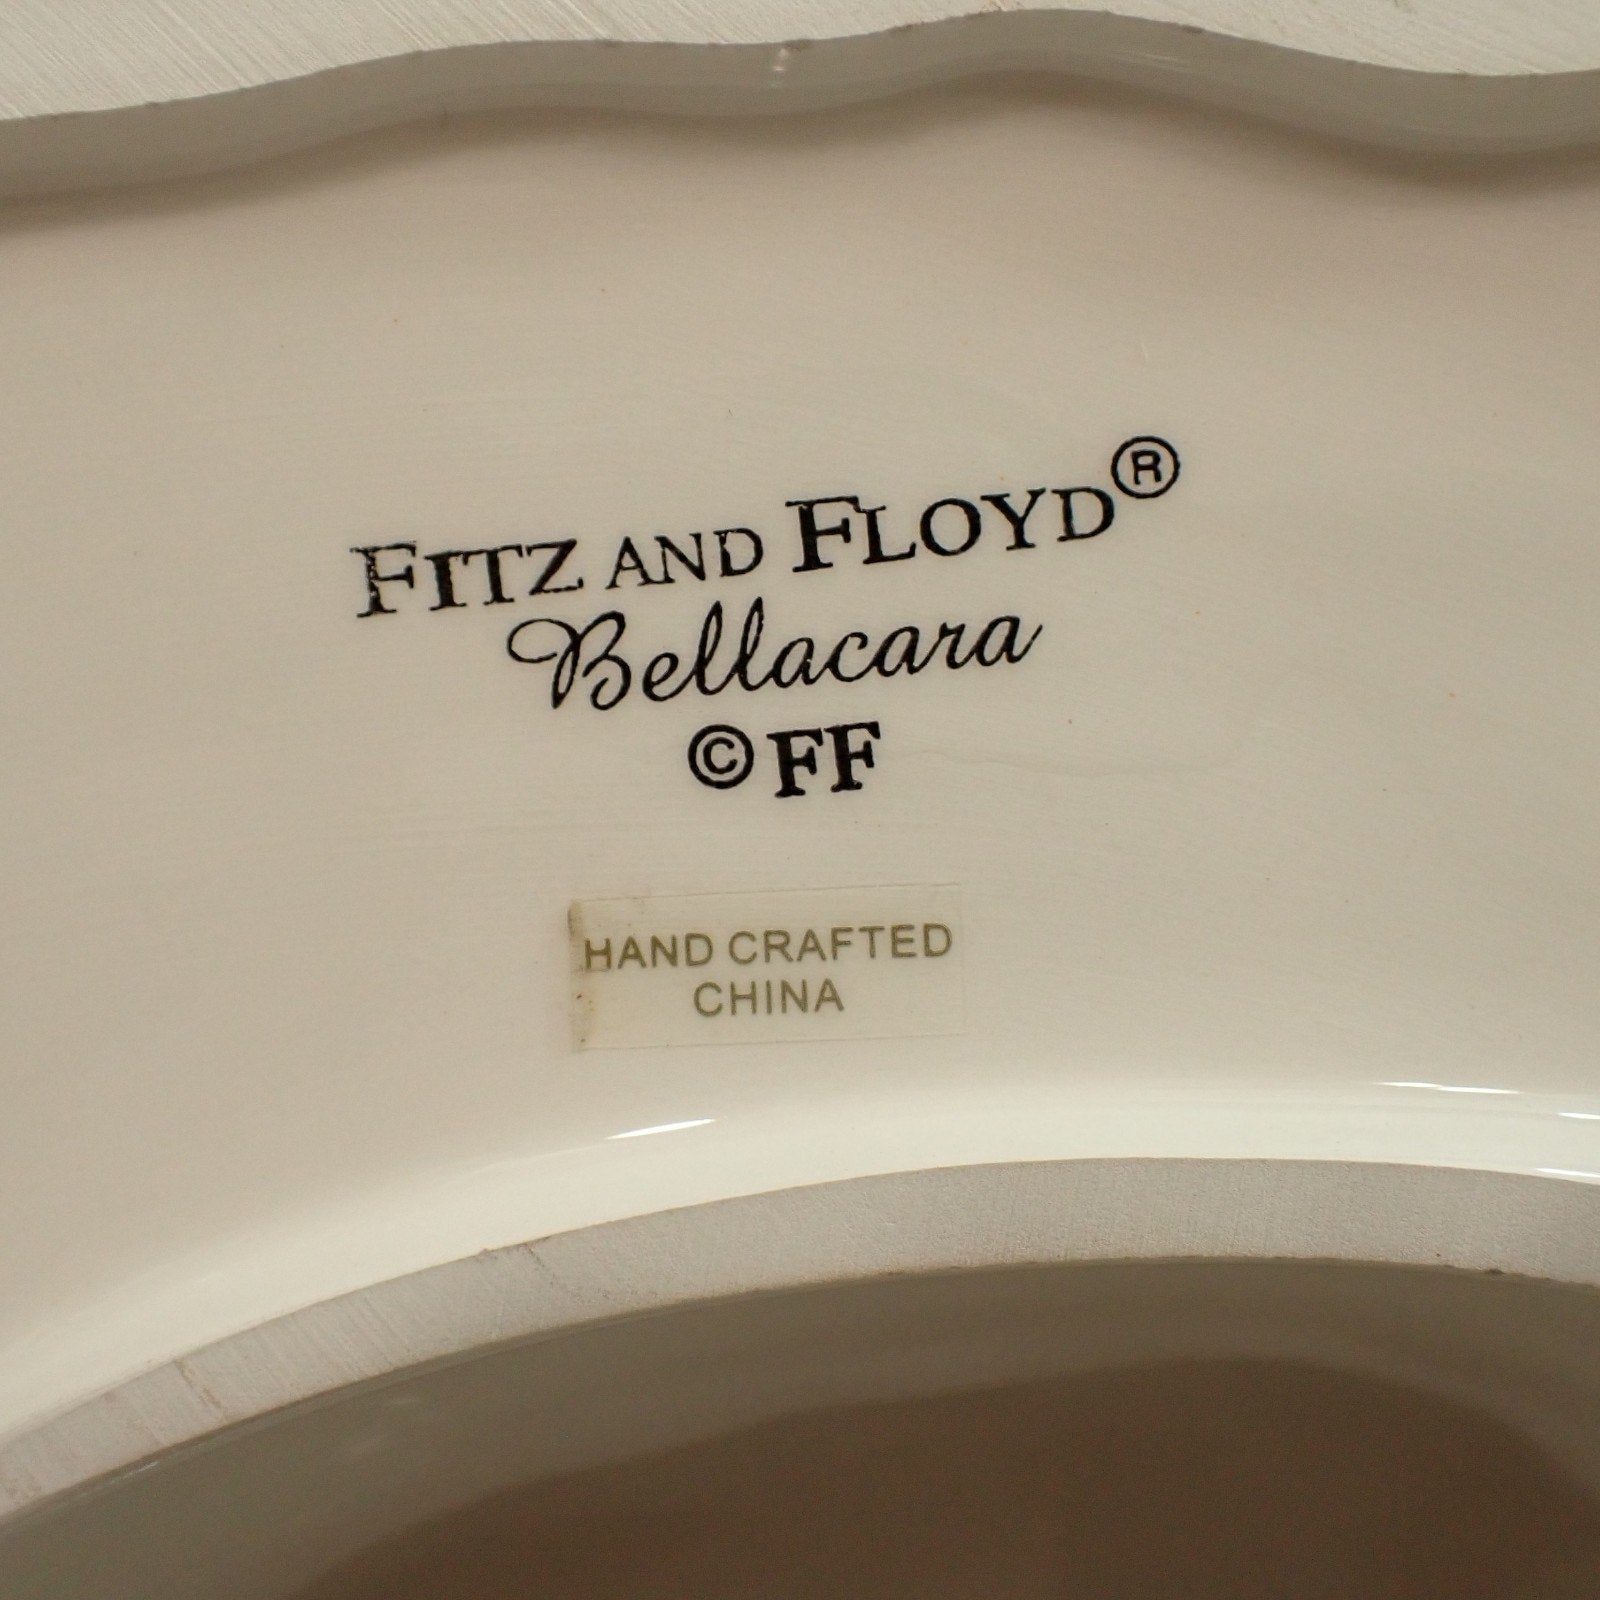 FITZ AND FLOYD®
Bellacara
©FF
HAND CRAFTED
CHINA